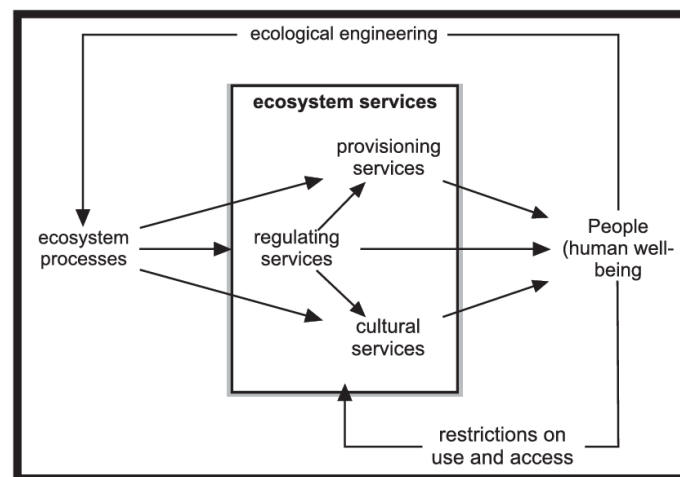 ecological engineering
ecosystem services
provisioning
services
ecosystem
processes
regulating
services
People
(human well-
being
cultural
services
restrictions on
use and access